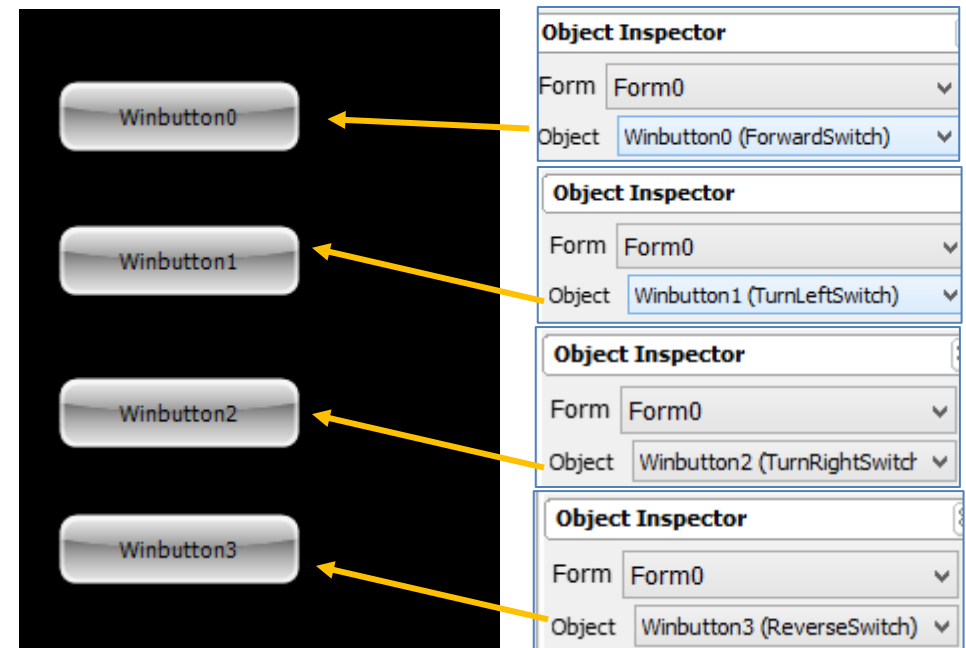 Winbutton0
Winbutton1
Winbutton2
Winbutton3
Object Inspector
Form Form0
Object Winbutton0 (ForwardSwitch)
Object Inspector
Form Form0
Object Winbutton1 (TurnLeftSwitch)
Object Inspector
Form Form0
Object Winbutton2 (TurnRightSwitch
Object Inspector
Form Form0
Object Winbutton3 (ReverseSwitch)